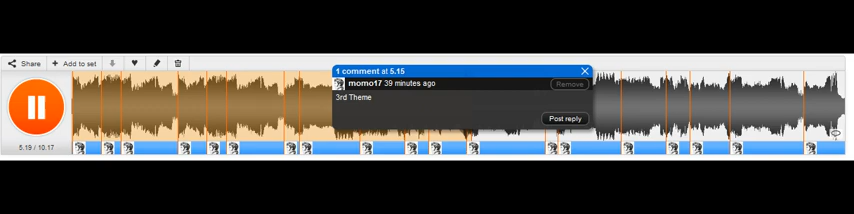 Share
Add to set
1 comment at 5.15
momo17 39 minutes ago
Remove
3rd Theme
Post reply
5.19 / 10.17